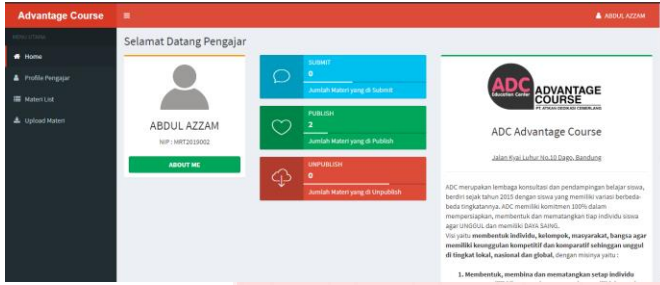 Advantage Course
ABDUL AZZAM
MENU UTAMA
Home
Profile Pengajar
Materi List
Upload Materi
Selamat Datang Pengajar
ABDUL AZZAM
NIP : MRT2019002
ABOUT ME
SUBMIT
0
Jumlah Materi yang di Submit
PUBLISH
2
Jumlah Materi yang di Publish
UNPUBLISH
0
Jumlah Materi yang di Unpublish
ADC ADVANTAGE
Education Center COURSE
ADC Advantage Course
Jalan Kyai Luhur No.10 Dago, Bandung
ADC merupakan lembaga konsultasi dan pendampingan belajar siswa,
berdiri sejak tahun 2015 dengan siswa yang memiliki variasi berbeda-
beda tingkatannya. ADC memiliki komitmen 100% dalam
mempersiapkan, membentuk dan mematangkan tiap individu siswa
agar UNGGUL dan memiliki DAYA SAING.
Visi yaitu membentuk individu, kelompok, masyarakat, bangsa agar
memiliki keunggulan kompetitif dan komparatif sehingga unggul
di tingkat lokal, nasional dan global, dengan misinya yaitu :
1. Membentuk, membina dan mematangkan setiap individu